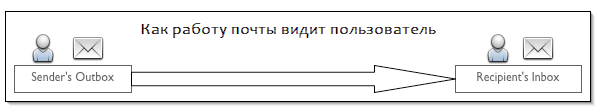 Как работу почты видит пользователь
Sender's Outbox
Recipient's Inbox